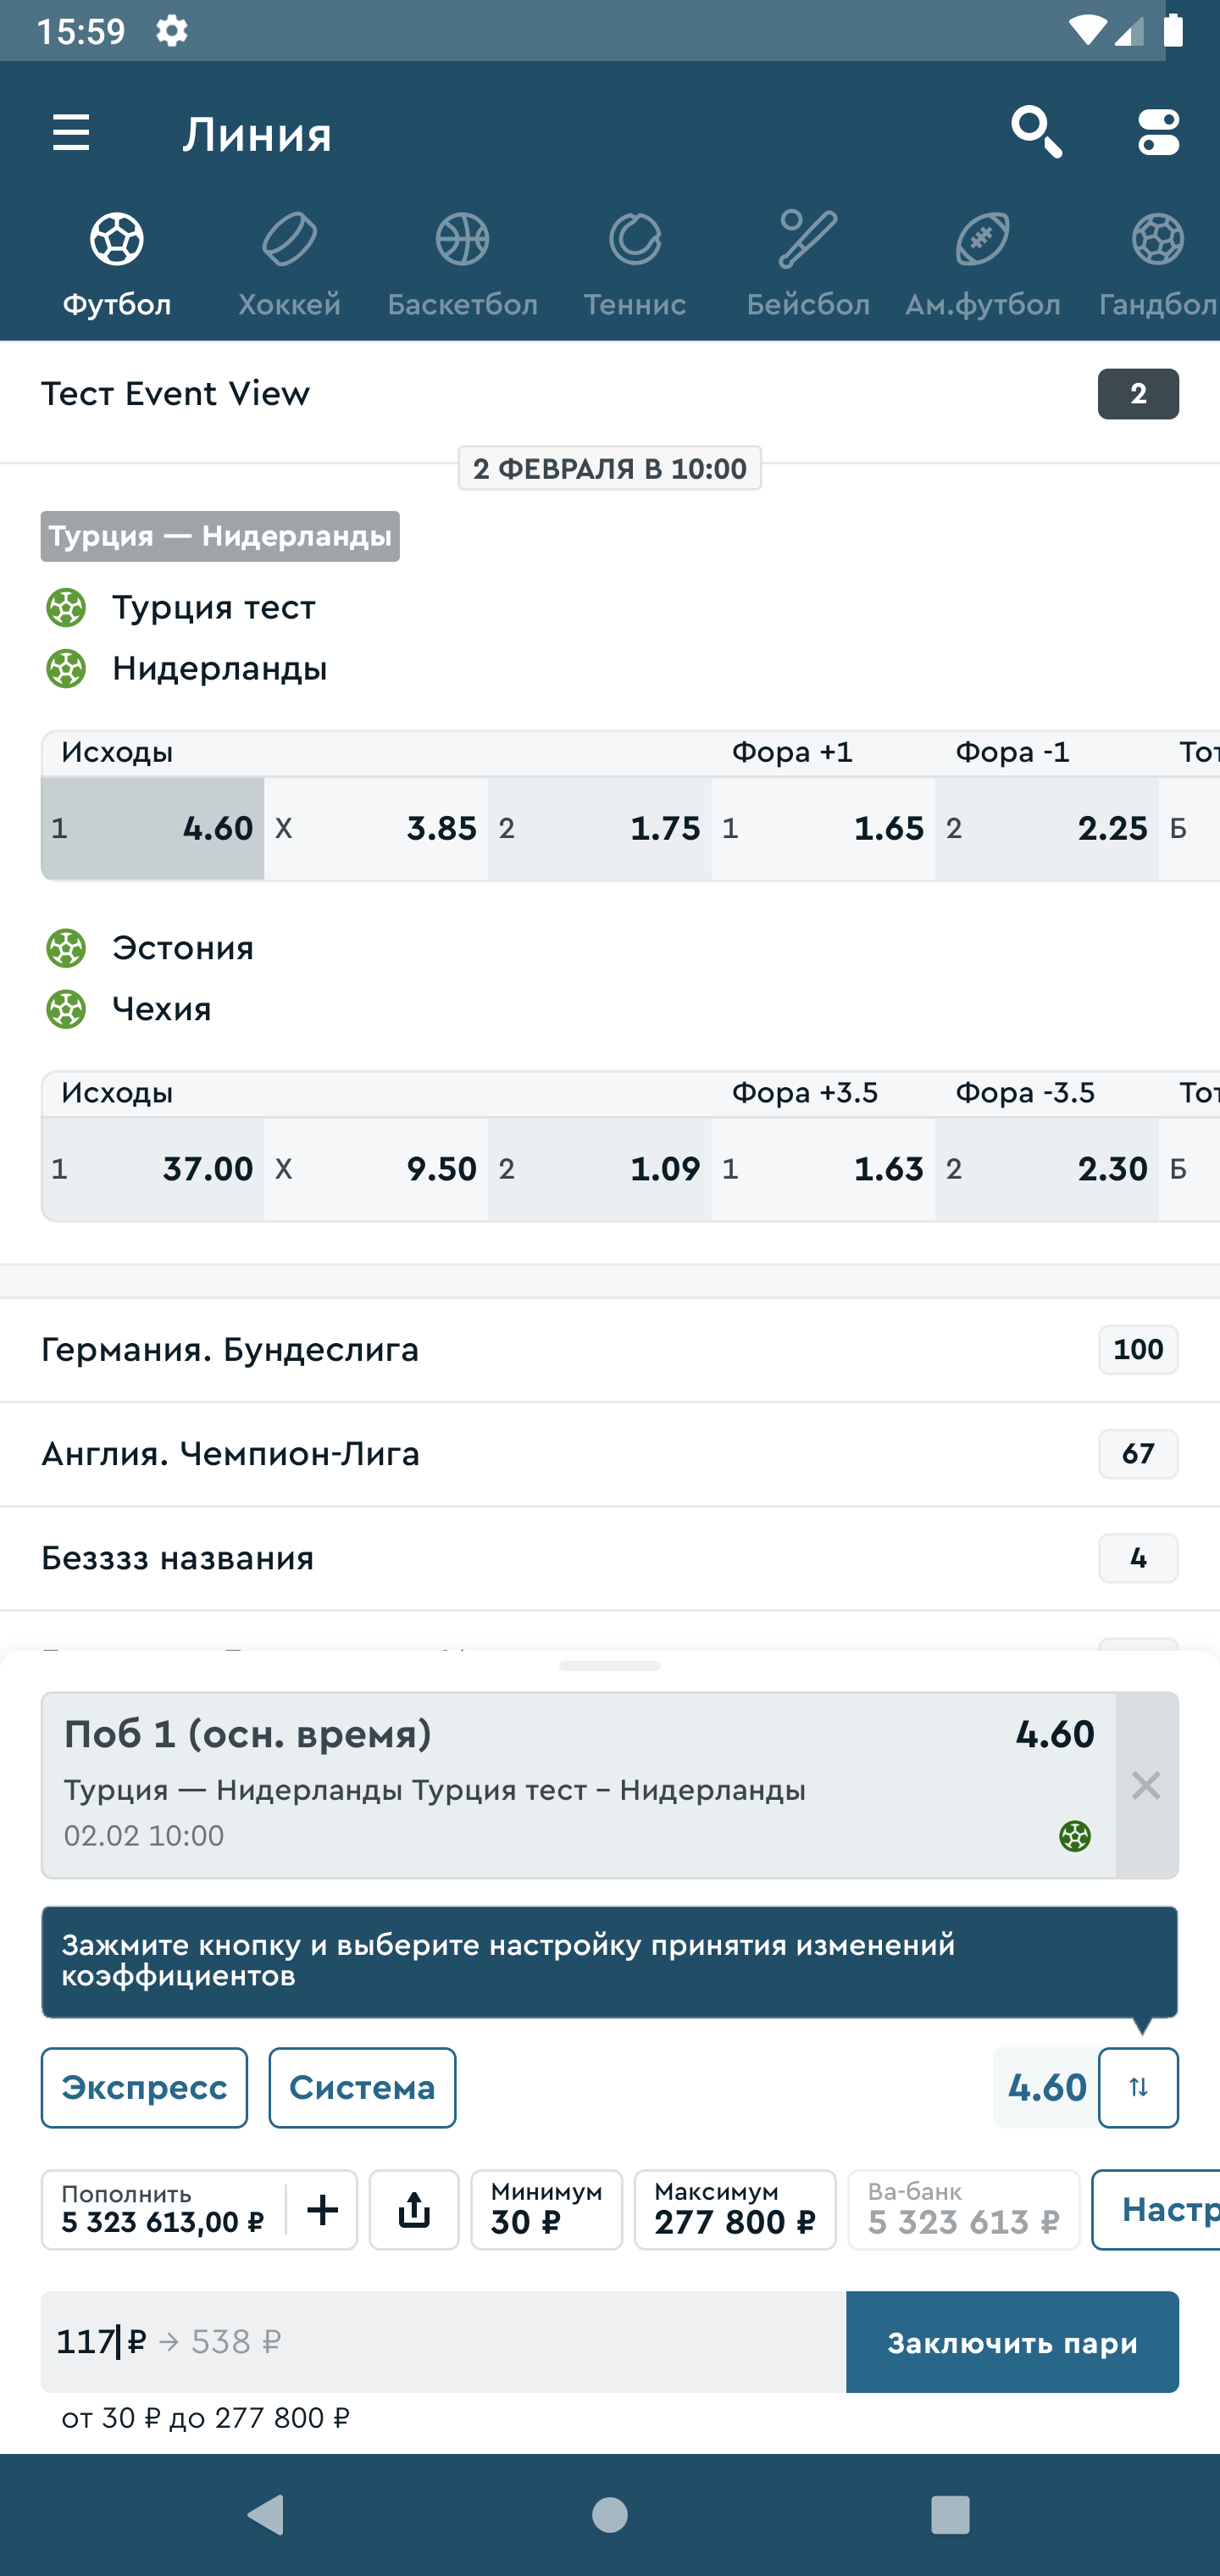 15:59
Линия
Футбол Хоккей Баскетбол Теннис Бейсбол Ам.футбол Гандбол
Тест Event View 2
2 ФЕВРАЛЯ В 10:00
Турция — Нидерланды
Турция тест
Нидерланды
Исходы Фора +1 Фора -1 Тот
1 4.60 X 3.85 2 1.75 1 1.65 2 2.25 Б
Эстония
Чехия
Исходы Фора +3.5 Фора -3.5 Тот
1 37.00 X 9.50 2 1.09 1 1.63 2 2.30 Б
Германия. Бундеслига 100
Англия. Чемпион-Лига 67
Безззз названия 4
Поб 1 (осн. время) 4.60
Турция — Нидерланды Турция тест – Нидерланды
02.02 10:00
Зажмите кнопку и выберите настройку принятия изменений
коэффициентов
Экспресс Система 4.60
Пополнить Минимум Максимум Ва-банк
5 323 613,00 ₽ 30 ₽ 277 800 ₽ 5 323 613 ₽ Настр
117 ₽ → 538 ₽ Заключить пари
от 30 ₽ до 277 800 ₽